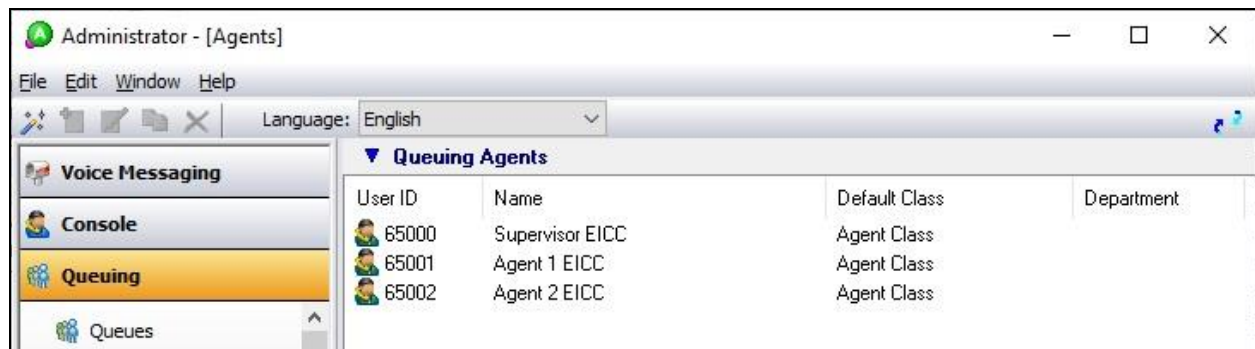 Administrator - [Agents]
File Edit Window Help
Language: English
Voice Messaging
Console
Queuing
Queues
Queuing Agents
User ID Name Default Class Department
65000 Supervisor EICC Agent Class
65001 Agent 1 EICC Agent Class
65002 Agent 2 EICC Agent Class